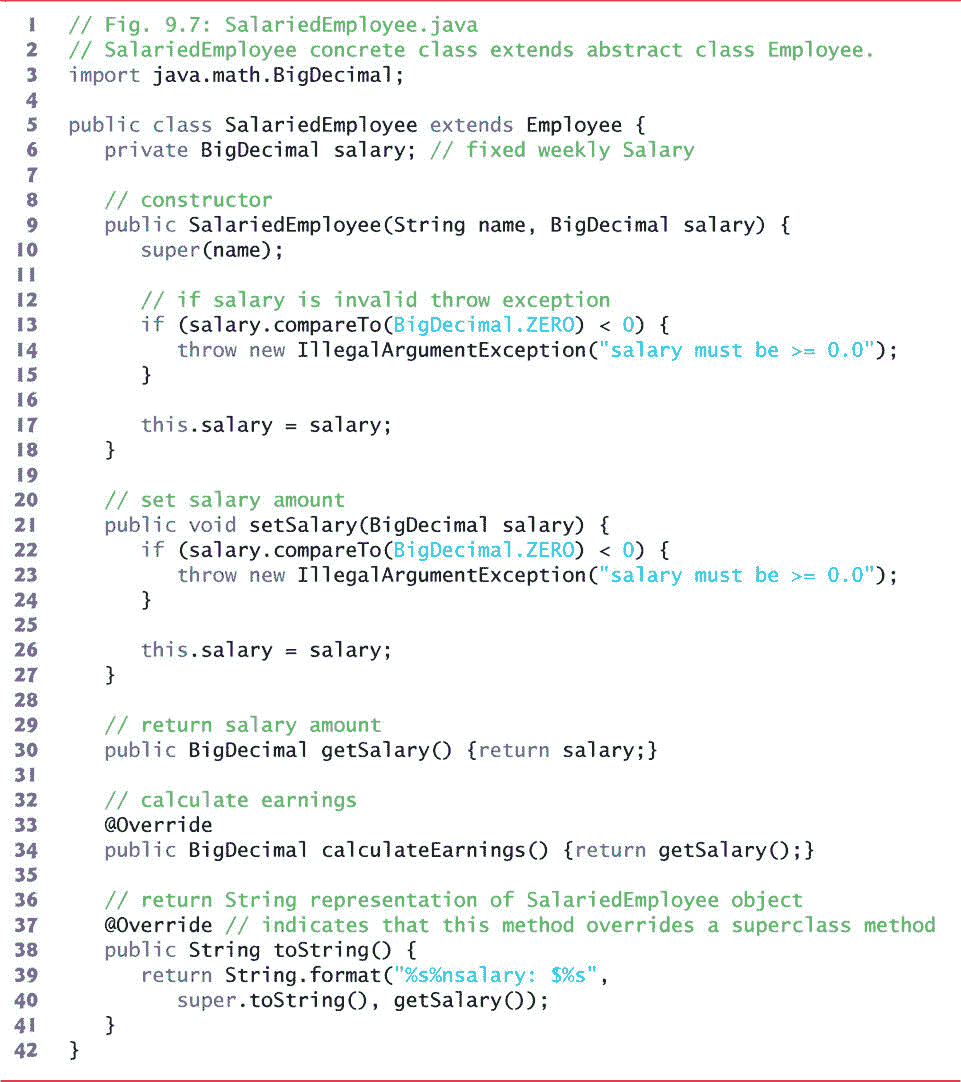 1 // Fig. 9.7: SalariedEmployee.java
2 // SalariedEmployee concrete class extends abstract class Employee.
3 import java.math.BigDecimal;
4
5 public class SalariedEmployee extends Employee {
6    private BigDecimal salary; // fixed weekly Salary
7
8    // constructor
9    public SalariedEmployee(String name, BigDecimal salary) {
10       super(name);
11
12       // if salary is invalid throw exception
13       if (salary.compareTo(BigDecimal.ZERO) < 0) {
14          throw new IllegalArgumentException("salary must be >= 0.0");
15       }
16
17       this.salary = salary;
18    }
19
20    // set salary amount
21    public void setSalary(BigDecimal salary) {
22       if (salary.compareTo(BigDecimal.ZERO) < 0) {
23          throw new IllegalArgumentException("salary must be >= 0.0");
24       }
25
26       this.salary = salary;
27    }
28
29    // return salary amount
30    public BigDecimal getSalary() {return salary;}
31
32    // calculate earnings
33    @Override
34    public BigDecimal calculateEarnings() {return getSalary();}
35
36    // return String representation of SalariedEmployee object
37    @Override // indicates that this method overrides a superclass method
38    public String toString() {
39       return String.format("%s%nsalary: $%s",
40          super.toString(), getSalary());
41    }
42 }